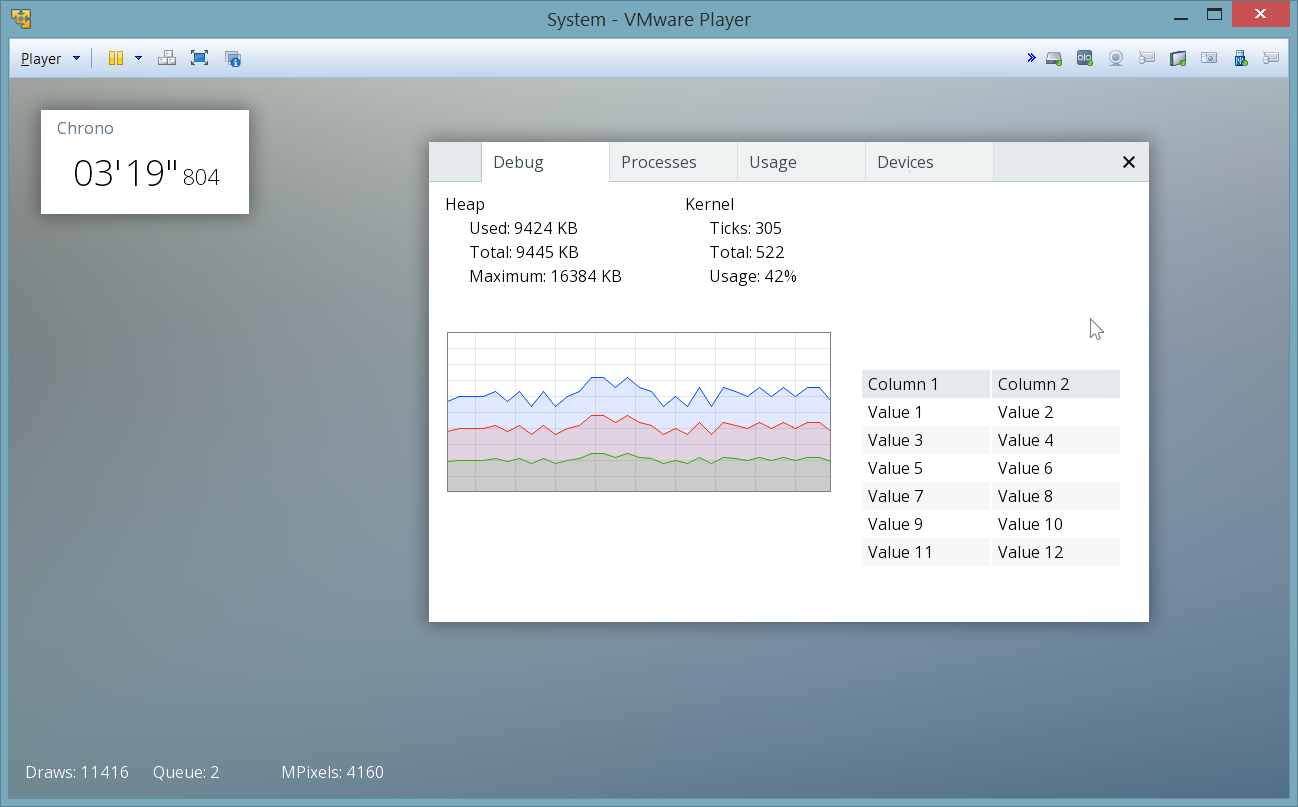 System - VMware Player
Player
Chrono
03'19"804
Debug
Processes
Usage
Devices
Heap
Used: 9424 KB
Total: 9445 KB
Maximum: 16384 KB
Kernel
Ticks: 305
Total: 522
Usage: 42%
Column 1 Column 2
Value 1 Value 2
Value 3 Value 4
Value 5 Value 6
Value 7 Value 8
Value 9 Value 10
Value 11 Value 12
Draws: 11416 Queue: 2 MPixels: 4160